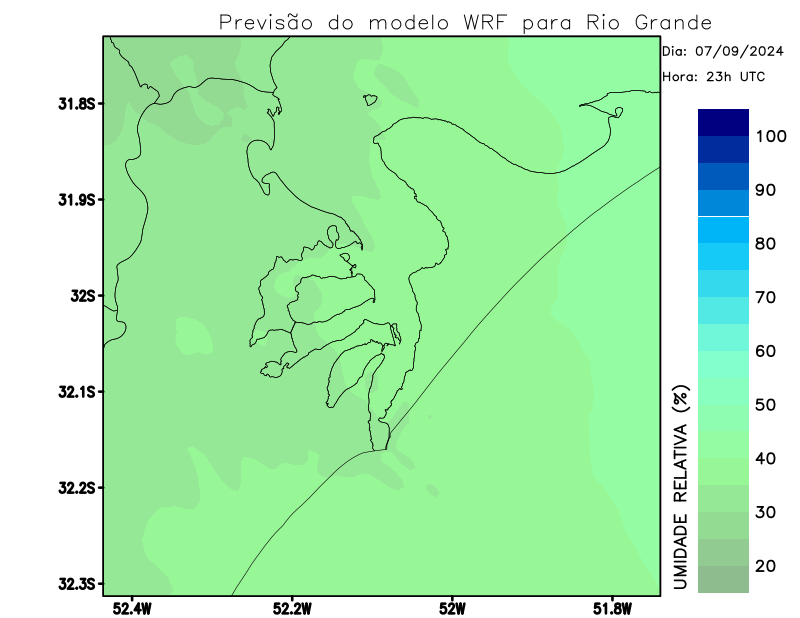 Previsão do modelo WRF para Rio Grande
Dia: 07/09/2024
Hora: 23h UTC
31.8S
31.9S
32S
32.1S
32.2S
32.3S
52.4W
52.2W
52W
51.8W
100
90
80
70
60
50
40
30
20
UMIDADE RELATIVA (%)